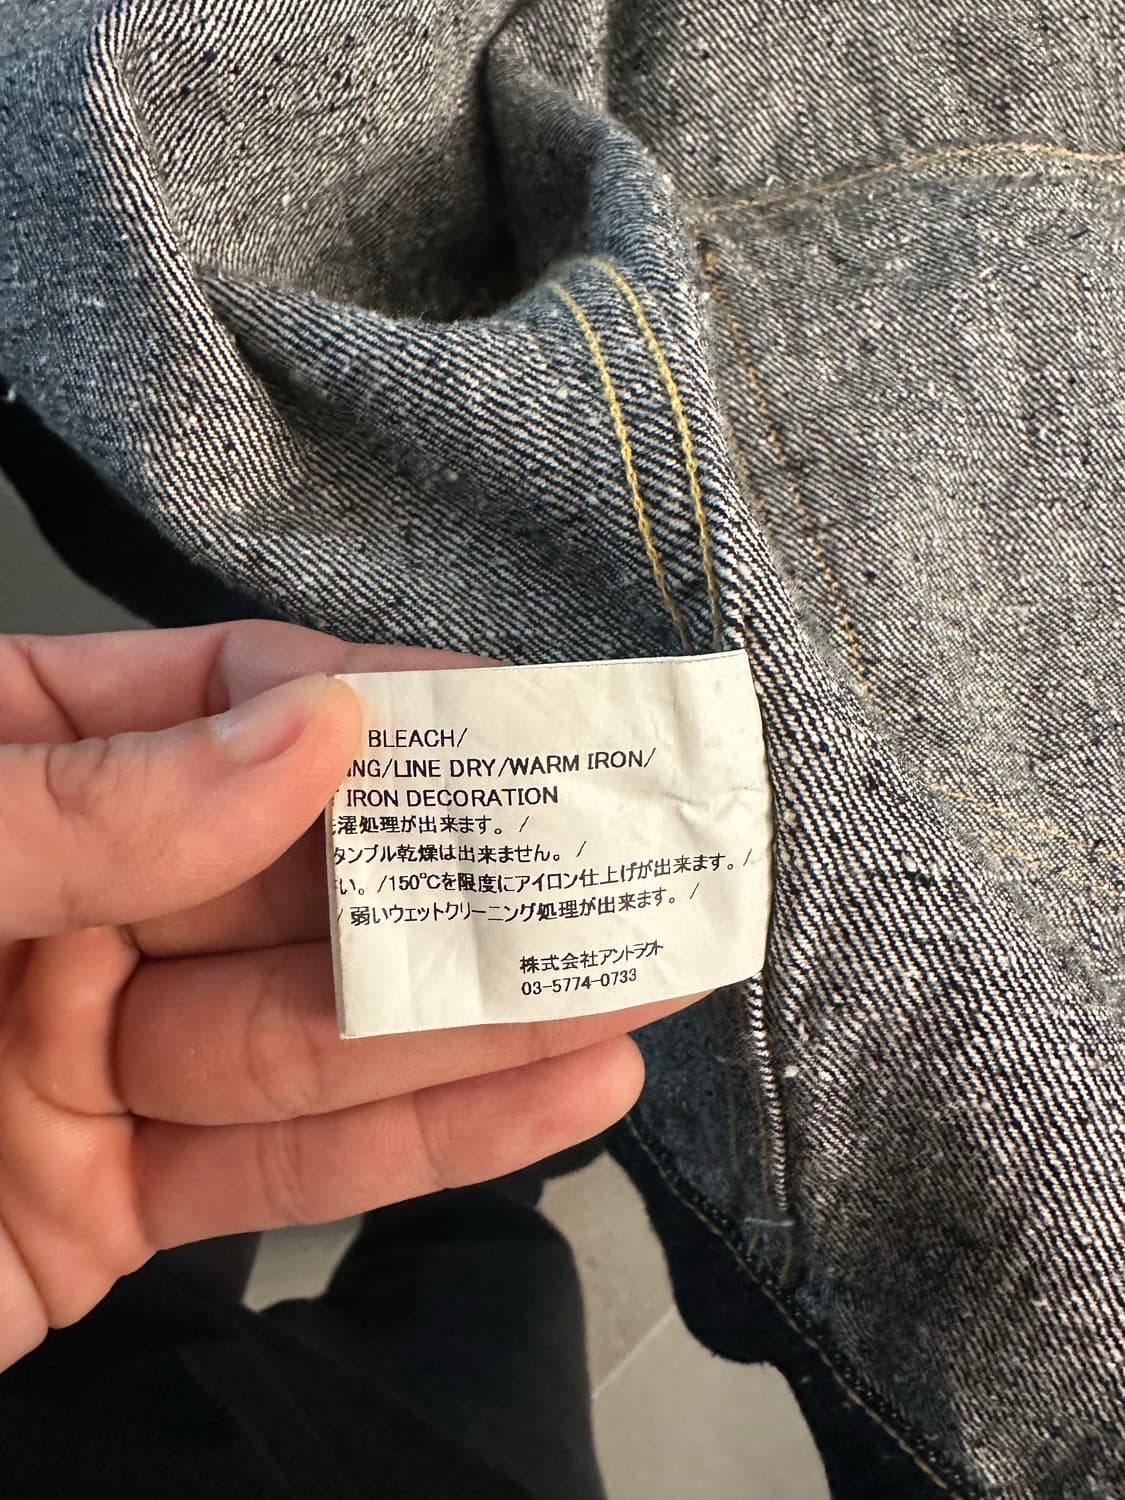 BLEACH/
ING/LINE DRY/WARM IRON/
IRON DECORATION
濯処理が出来ます。 /
タンブル乾燥は出来ません。 /
い。/150℃を限度にアイロン仕上げが出来ます。/
/ 弱いウェットクリーニング処理が出来ます。 /
株式会社アントラクト
03-5774-0733